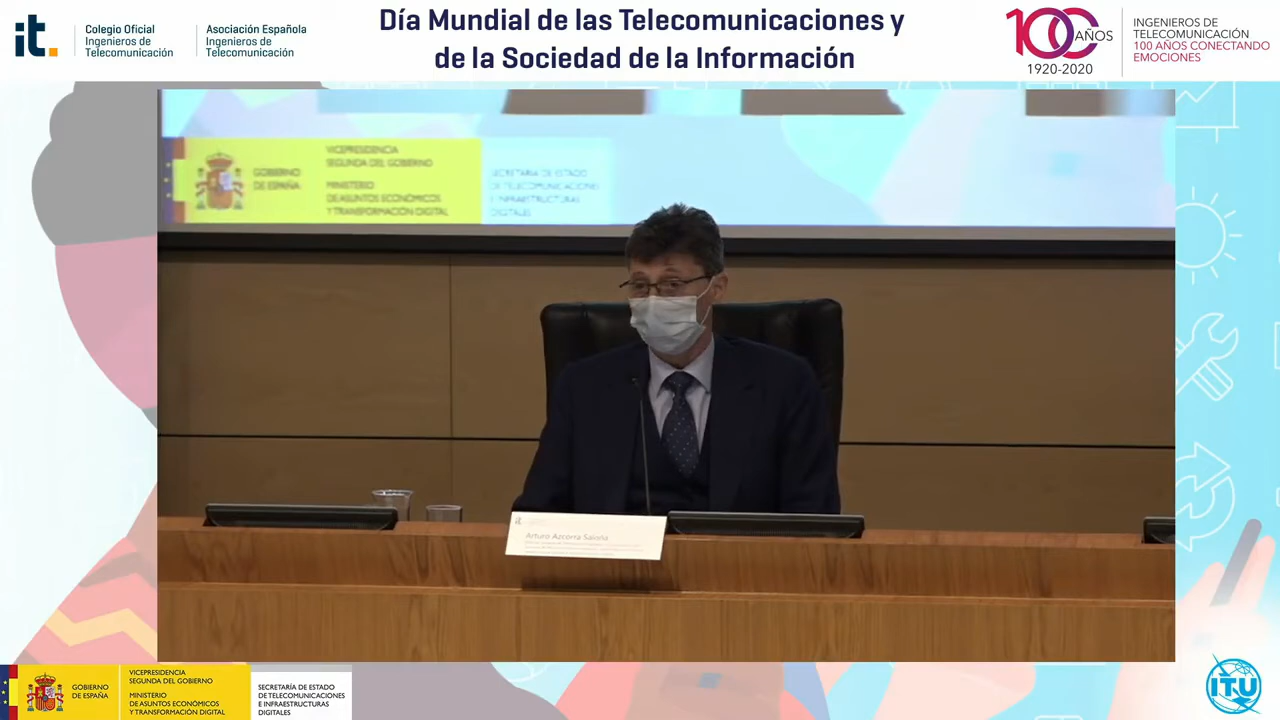 it.
Colegio Oficial
Ingenieros de
Telecomunicación
Asociación Española
Ingenieros de
Telecomunicación
Día Mundial de las Telecomunicaciones y
de la Sociedad de la Información
100 AÑOS
1920-2020
INGENIEROS DE
TELECOMUNICACIÓN
100 AÑOS CONECTANDO
EMOCIONES
GOBIERNO
DE ESPAÑA
VICEPRESIDENCIA
SEGUNDA DEL GOBIERNO
MINISTERIO
DE ASUNTOS ECONÓMICOS
Y TRANSFORMACIÓN DIGITAL
SECRETARÍA DE ESTADO
DE TELECOMUNICACIONES
E INFRAESTRUCTURAS
DIGITALES
it
Arturo Azcorra Saloña
GOBIERNO
DE ESPAÑA
VICEPRESIDENCIA
SEGUNDA DEL GOBIERNO
MINISTERIO
DE ASUNTOS ECONÓMICOS
Y TRANSFORMACIÓN DIGITAL
SECRETARÍA DE ESTADO
DE TELECOMUNICACIONES
E INFRAESTRUCTURAS
DIGITALES
ITU